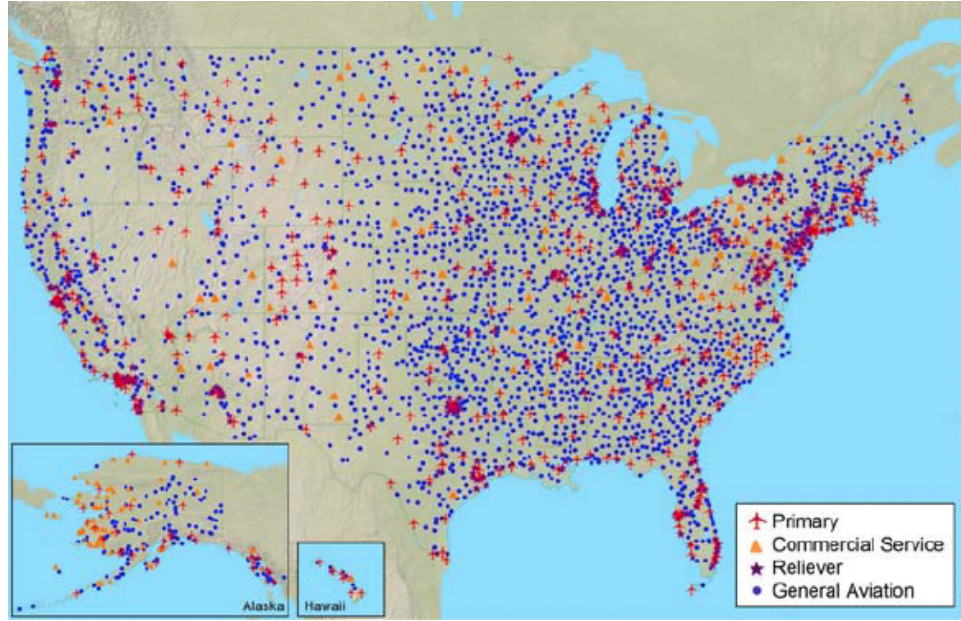 Primary
Commercial Service
Reliever
General Aviation
Alaska
Hawaii